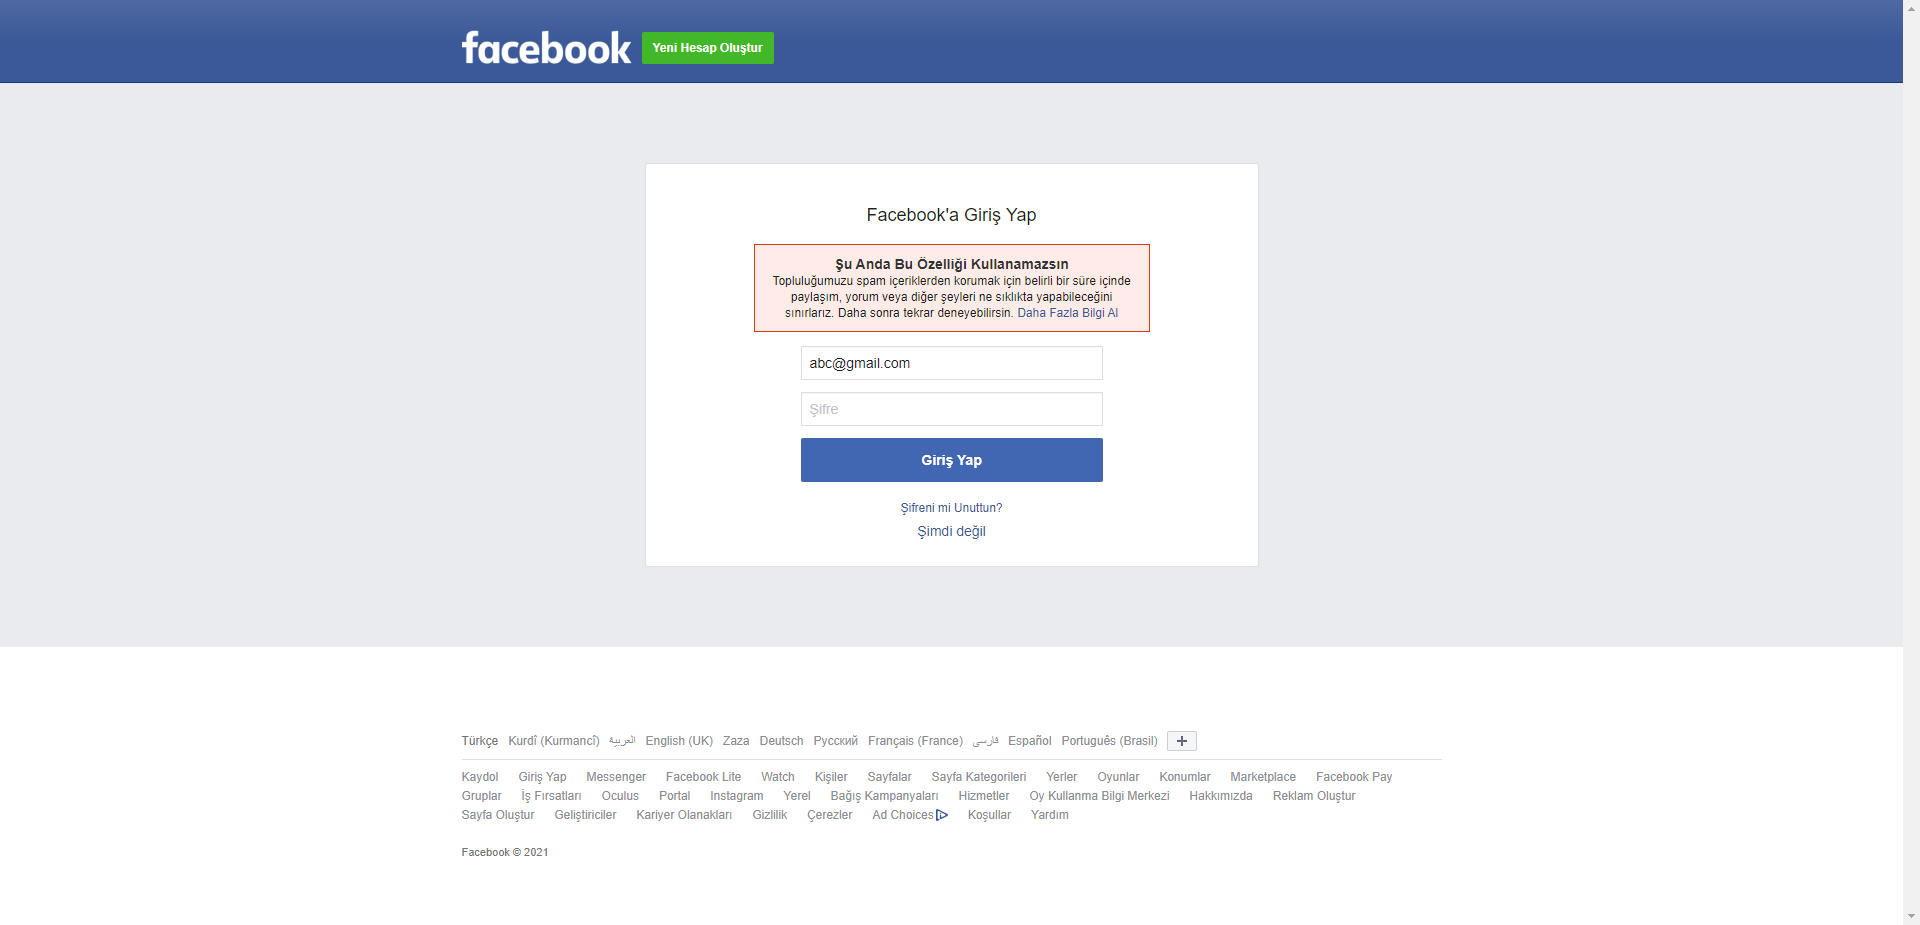 facebook Yeni Hesap Oluştur
Facebook'a Giriş Yap
Şu Anda Bu Özelliği Kullanamazsın
Topluluğumuzu spam içeriklerden korumak için belirli bir süre içinde
paylaşım, yorum veya diğer şeyleri ne sıklıkta yapabileceğini
sınırlarız. Daha sonra tekrar deneyebilirsin. Daha Fazla Bilgi Al
abc@gmail.com
Şifre
Giriş Yap
Şifreni mi Unuttun?
Şimdi değil
Türkçe Kurdî (Kurmancî) العربية English (UK) Zaza Deutsch Русский Français (France) فارسی Español Português (Brasil)
Kaydol Giriş Yap Messenger Facebook Lite Watch Kişiler Sayfalar Sayfa Kategorileri Yerler Oyunlar Konumlar Marketplace Facebook Pay
Gruplar İş Fırsatları Oculus Portal Instagram Yerel Bağış Kampanyaları Hizmetler Oy Kullanma Bilgi Merkezi Hakkımızda Reklam Oluştur
Sayfa Oluştur Geliştiriciler Kariyer Olanakları Gizlilik Çerezler Ad Choices Koşullar Yardım
Facebook © 2021